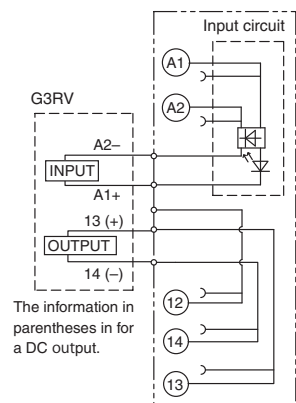 Input circuit
A1
G3RV
A2
A2–
INPUT
A1+
13 (+)
OUTPUT
14 (–)
12
The information in
parentheses in for
a DC output.
14
13